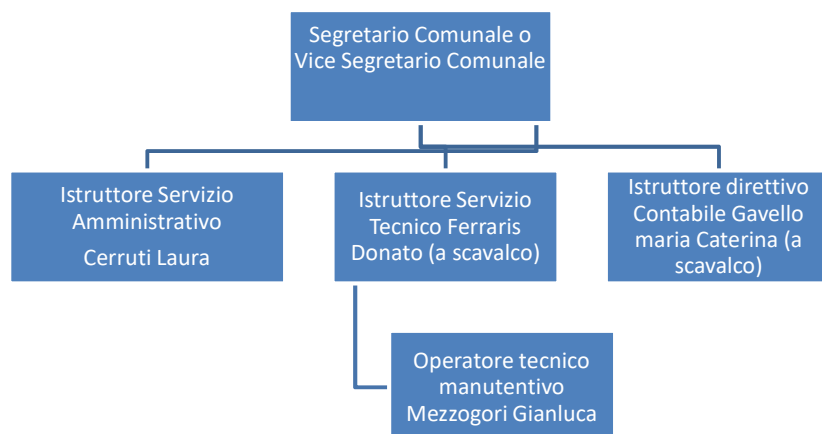 Segretario Comunale o
Vice Segretario Comunale
Istruttore Servizio
Amministrativo
Cerruti Laura
Istruttore Servizio
Tecnico Ferraris
Donato (a scavalco)
Istruttore direttivo
Contabile Gavello
maria Caterina (a
scavalco)
Operatore tecnico
manutentivo
Mezzogori Gianluca